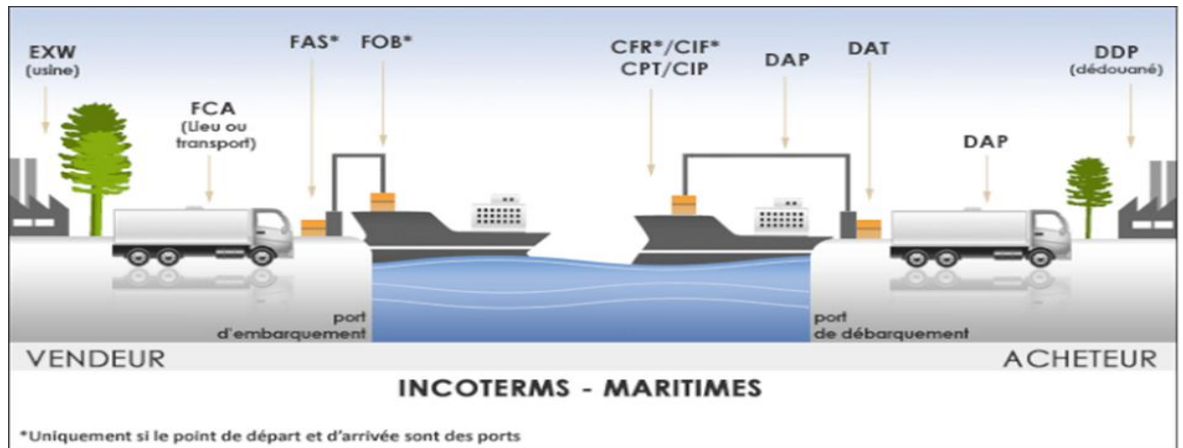 EXW
(usine)
FCA
(Lieu ou
transport)
FAS*
FOB*
CFR*/CIF*
CPT/CIP
DAP
DAT
DAP
DDP
(dédouané)
port
d'embarquement
port
de débarquement
VENDEUR
ACHETEUR
INCOTERMS - MARITIMES
*Uniquement si le point de départ et d'arrivée sont des ports